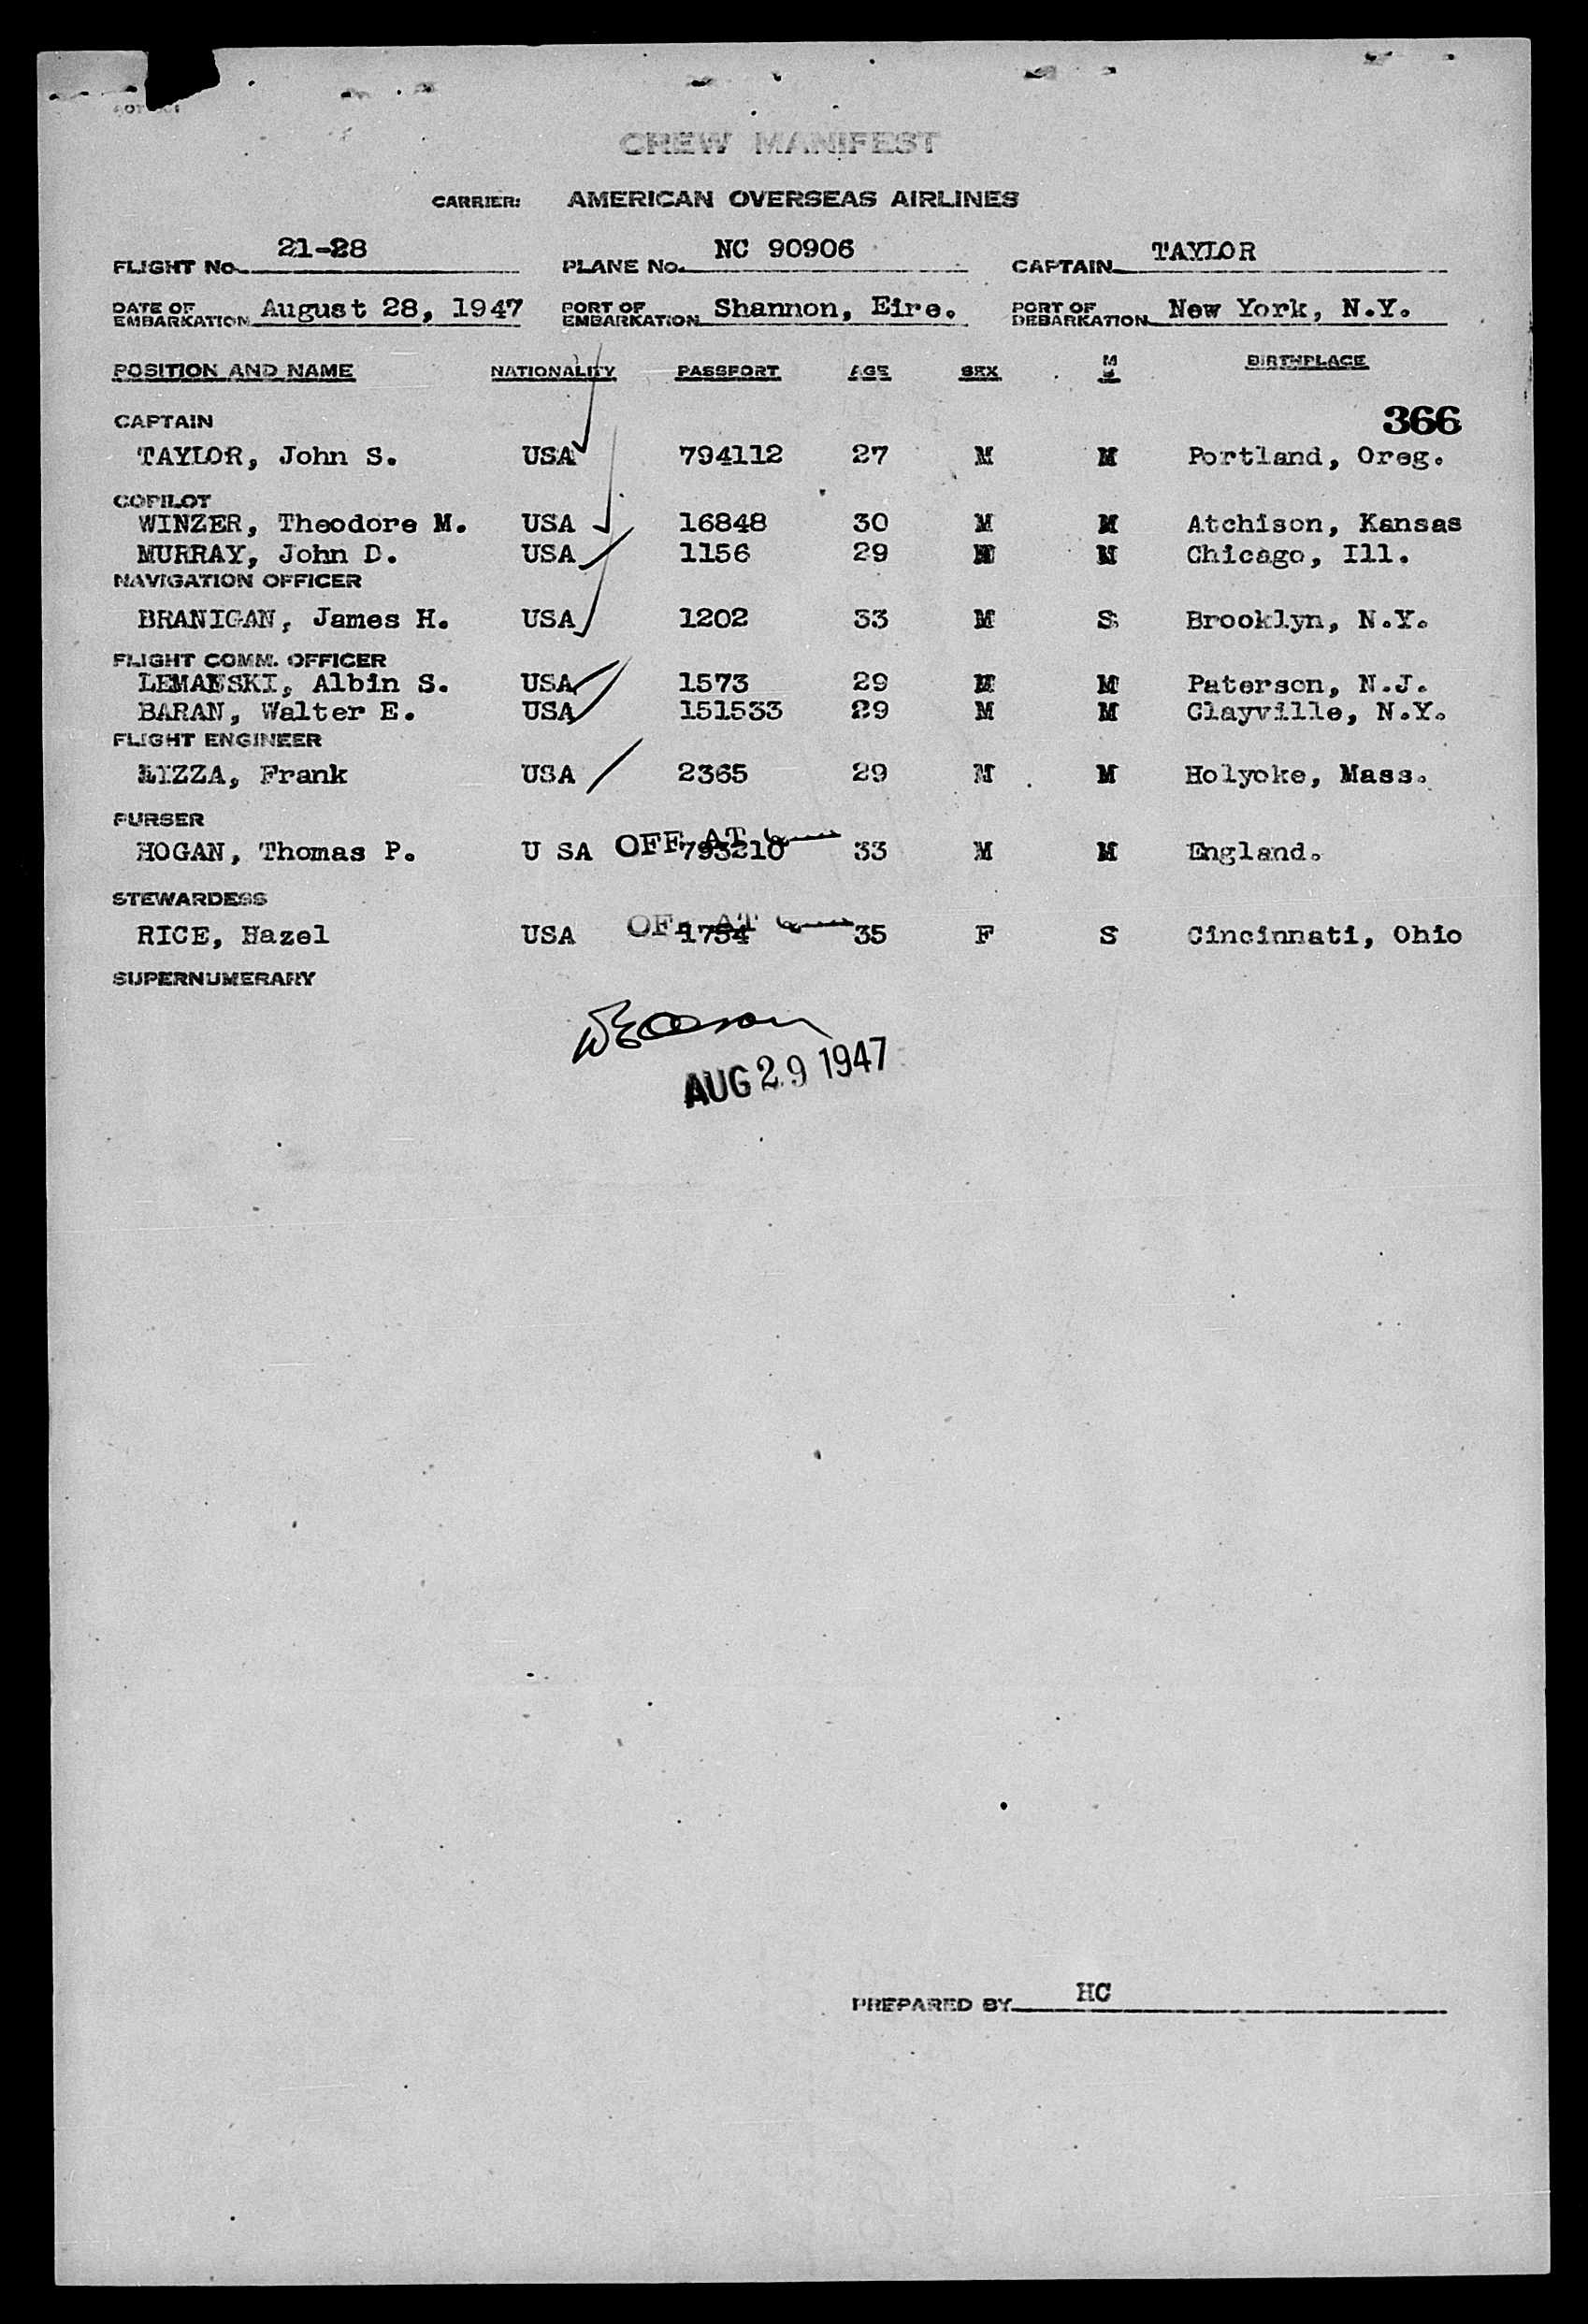 CREW MANIFEST
CARRIER: AMERICAN OVERSEAS AIRLINES
FLIGHT No. 21-28 PLANE No. NC 90906 CAPTAIN TAYLOR
DATE OF EMBARKATION August 28, 1947 PORT OF EMBARKATION Shannon, Eire. PORT OF DEBARKATION New York, N.Y.
POSITION AND NAME NATIONALITY PASSPORT AGE SEX M S BIRTHPLACE
366
CAPTAIN
TAYLOR, John S. USA 794112 27 M M Portland, Oreg.
COPILOT
WINZER, Theodore M. USA 16848 30 M M Atchison, Kansas
MURRAY, John D. USA 1156 29 M M Chicago, Ill.
NAVIGATION OFFICER
BRANIGAN, James H. USA 1202 33 M S Brooklyn, N.Y.
FLIGHT COMM. OFFICER
LEMANSKI, Albin S. USA 1573 29 M M Paterson, N.J.
BARAN, Walter E. USA 151533 29 M M Clayville, N.Y.
FLIGHT ENGINEER
LIZZA, Frank USA 2365 29 M M Holyoke, Mass.
PURSER
HOGAN, Thomas P. U SA OFF AT 793210 33 M M England.
STEWARDESS
RICE, Hazel USA OFF AT 1754 35 F S Cincinnati, Ohio
SUPERNUMERARY
AUG 29 1947
PREPARED BY HC